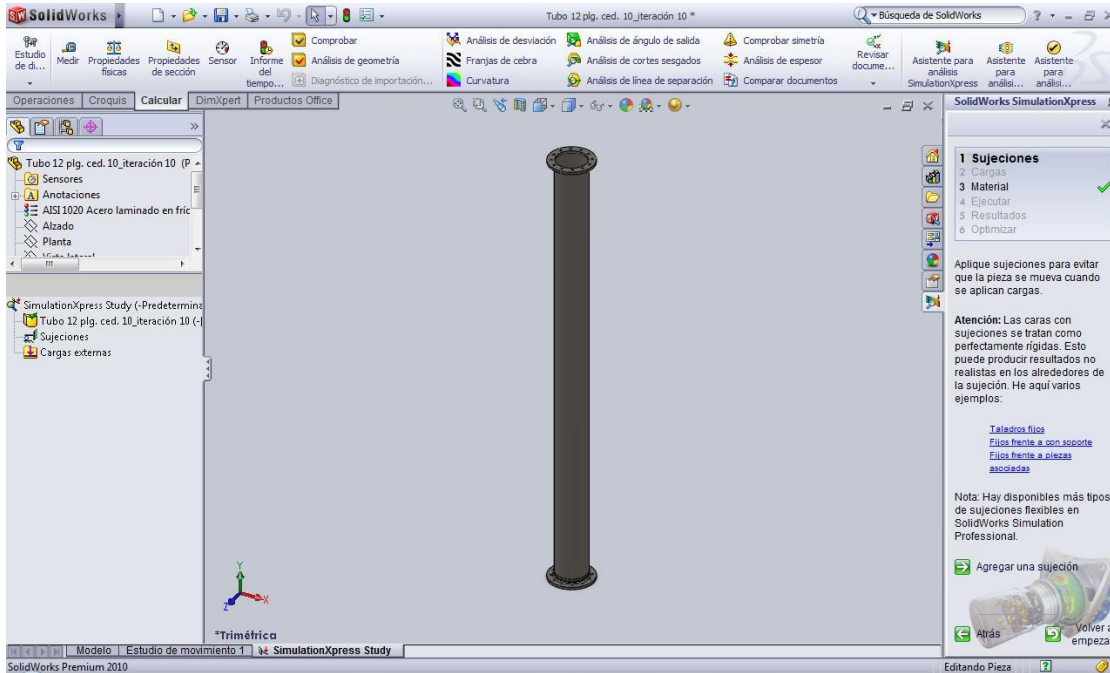 SolidWorks
Tubo 12 plg. ced. 10_iteración 10 *
Búsqueda de SolidWorks
Estudio
de di...
Medir
Propiedades
físicas
Propiedades
de sección
Sensor
Informe
del
tiempo...
Comprobar
Análisis de geometría
Diagnóstico de importación...
Análisis de desviación
Franjas de cebra
Curvatura
Análisis de ángulo de salida
Análisis de cortes sesgados
Análisis de línea de separación
Comprobar simetría
Análisis de espesor
Comparar documentos
Revisar
docume...
Asistente para
análisis
SimulationXpress
Asistente
para
análisi...
Asistente
para
análisi...
Operaciones
Croquis
Calcular
DimXpert
Productos Office
Tubo 12 plg. ced. 10_iteración 10 (P
Sensores
Anotaciones
AISI 1020 Acero laminado en fríc
Alzado
Planta
Vista lateral
SimulationXpress Study (-Predetermina
Tubo 12 plg. ced. 10_iteración 10 (-
Sujeciones
Cargas externas
Y
X
Z
*Trimétrica
SolidWorks SimulationXpress
1 Sujeciones
2 Cargas
3 Material
4 Ejecutar
5 Resultados
6 Optimizar
Aplique sujeciones para evitar
que la pieza se mueva cuando
se aplican cargas.
Atención: Las caras con
sujeciones se tratan como
perfectamente rígidas. Esto
puede producir resultados no
realistas en los alrededores de
la sujeción. He aquí varios
ejemplos:
Taladros fijos
Fijos frente a con soporte
Fijos frente a piezas
asociadas
Nota: Hay disponibles más tipos
de sujeciones flexibles en
SolidWorks Simulation
Professional.
Agregar una sujeción
Atrás
Volver a
empeza
Modelo
Estudio de movimiento 1
SimulationXpress Study
SolidWorks Premium 2010
Editando Pieza